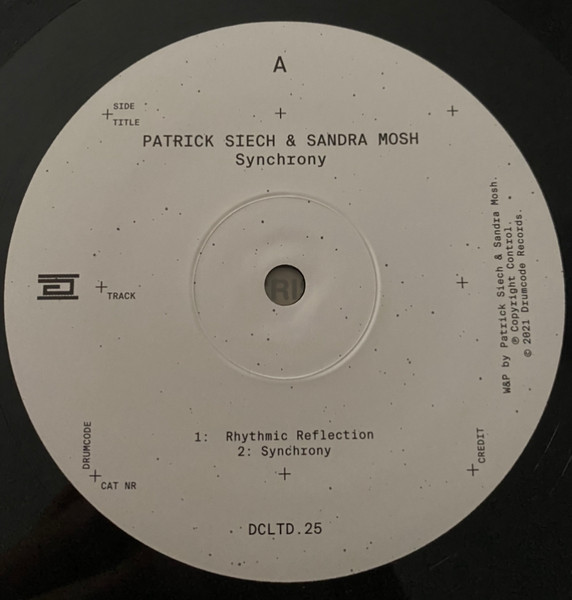 A
SIDE
TITLE
PATRICK SIECH & SANDRA MOSH
Synchrony
TRACK
RI
W&P by Patrick Siech & Sandra Mosh.
℗ Copyright Control.
© 2021 Drumcode Records.
1: Rhythmic Reflection
2: Synchrony
DRUMCODE
CAT NR
CREDIT
DCLTD.25